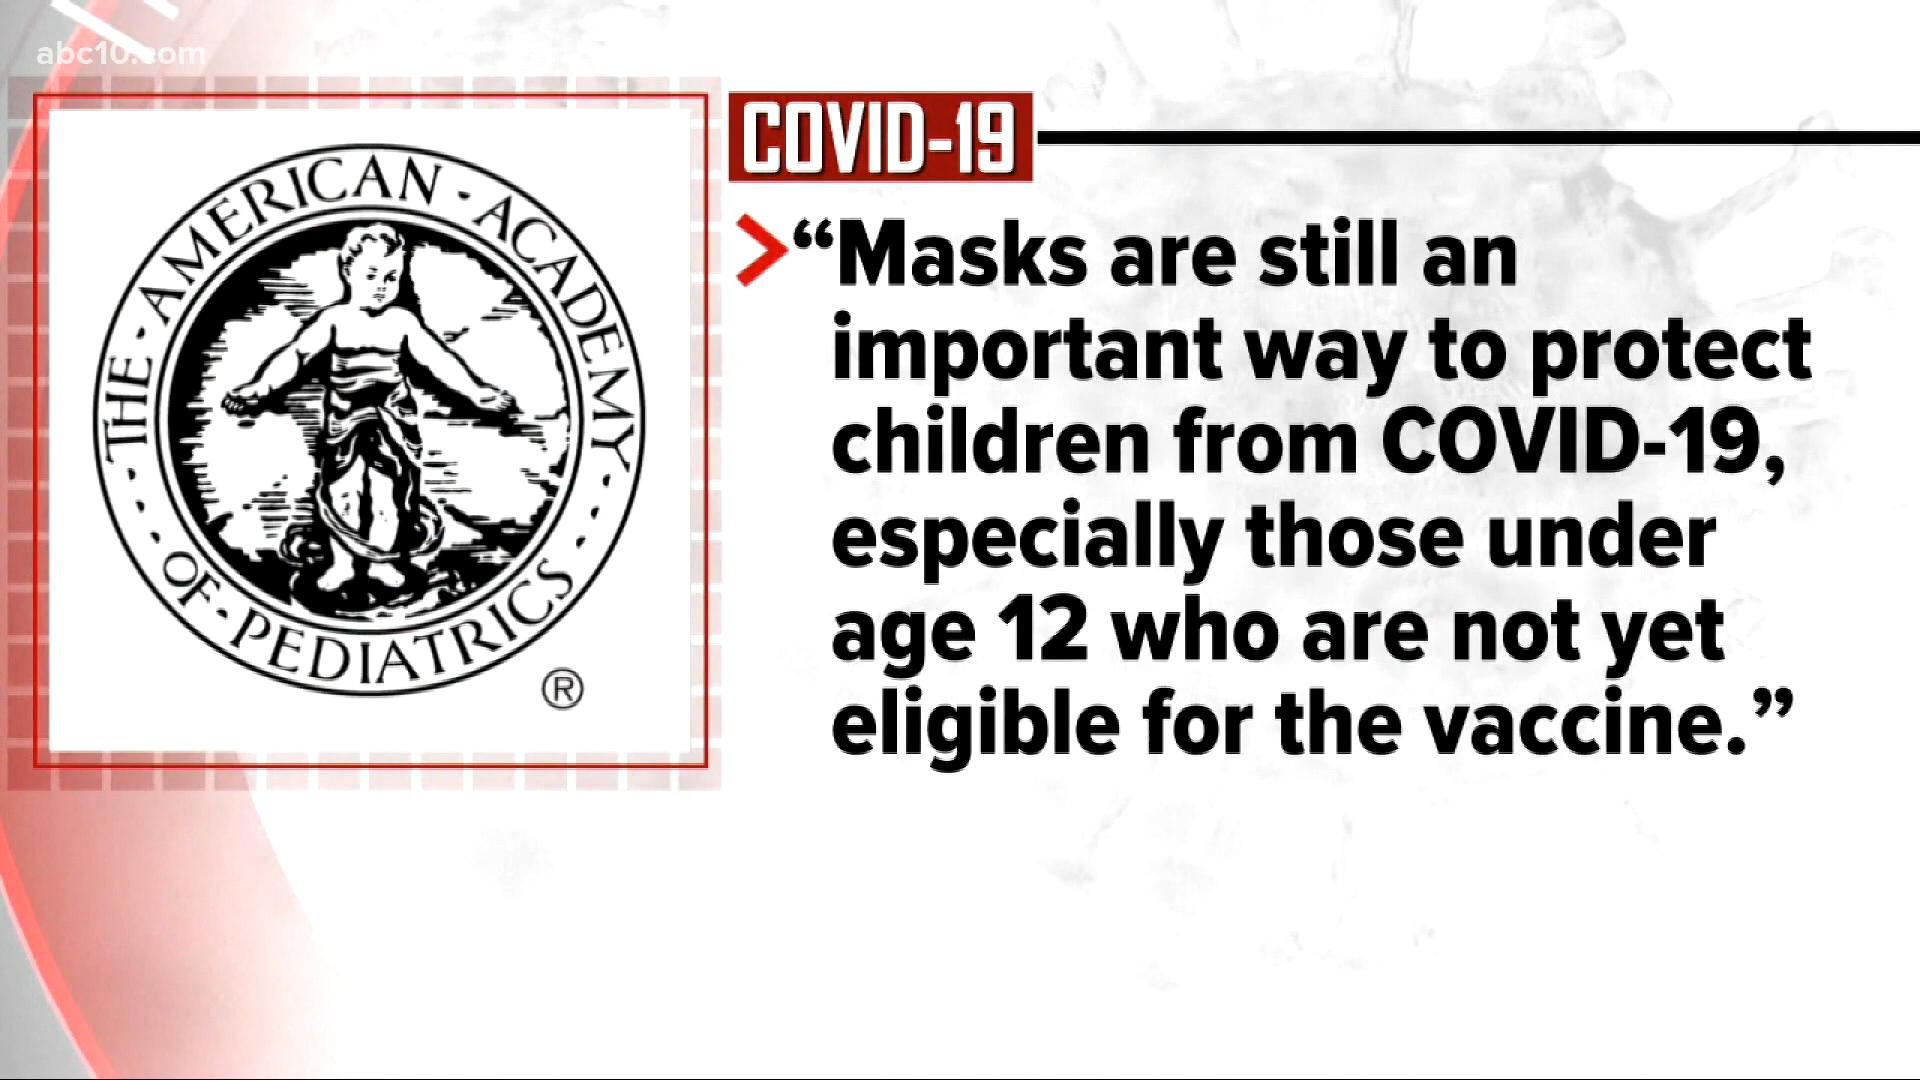 abc10.com
THE · AMERICAN · ACADEMY
· OF · PEDIATRICS
®
COVID-19
“Masks are still an
important way to protect
children from COVID-19,
especially those under
age 12 who are not yet
eligible for the vaccine.”